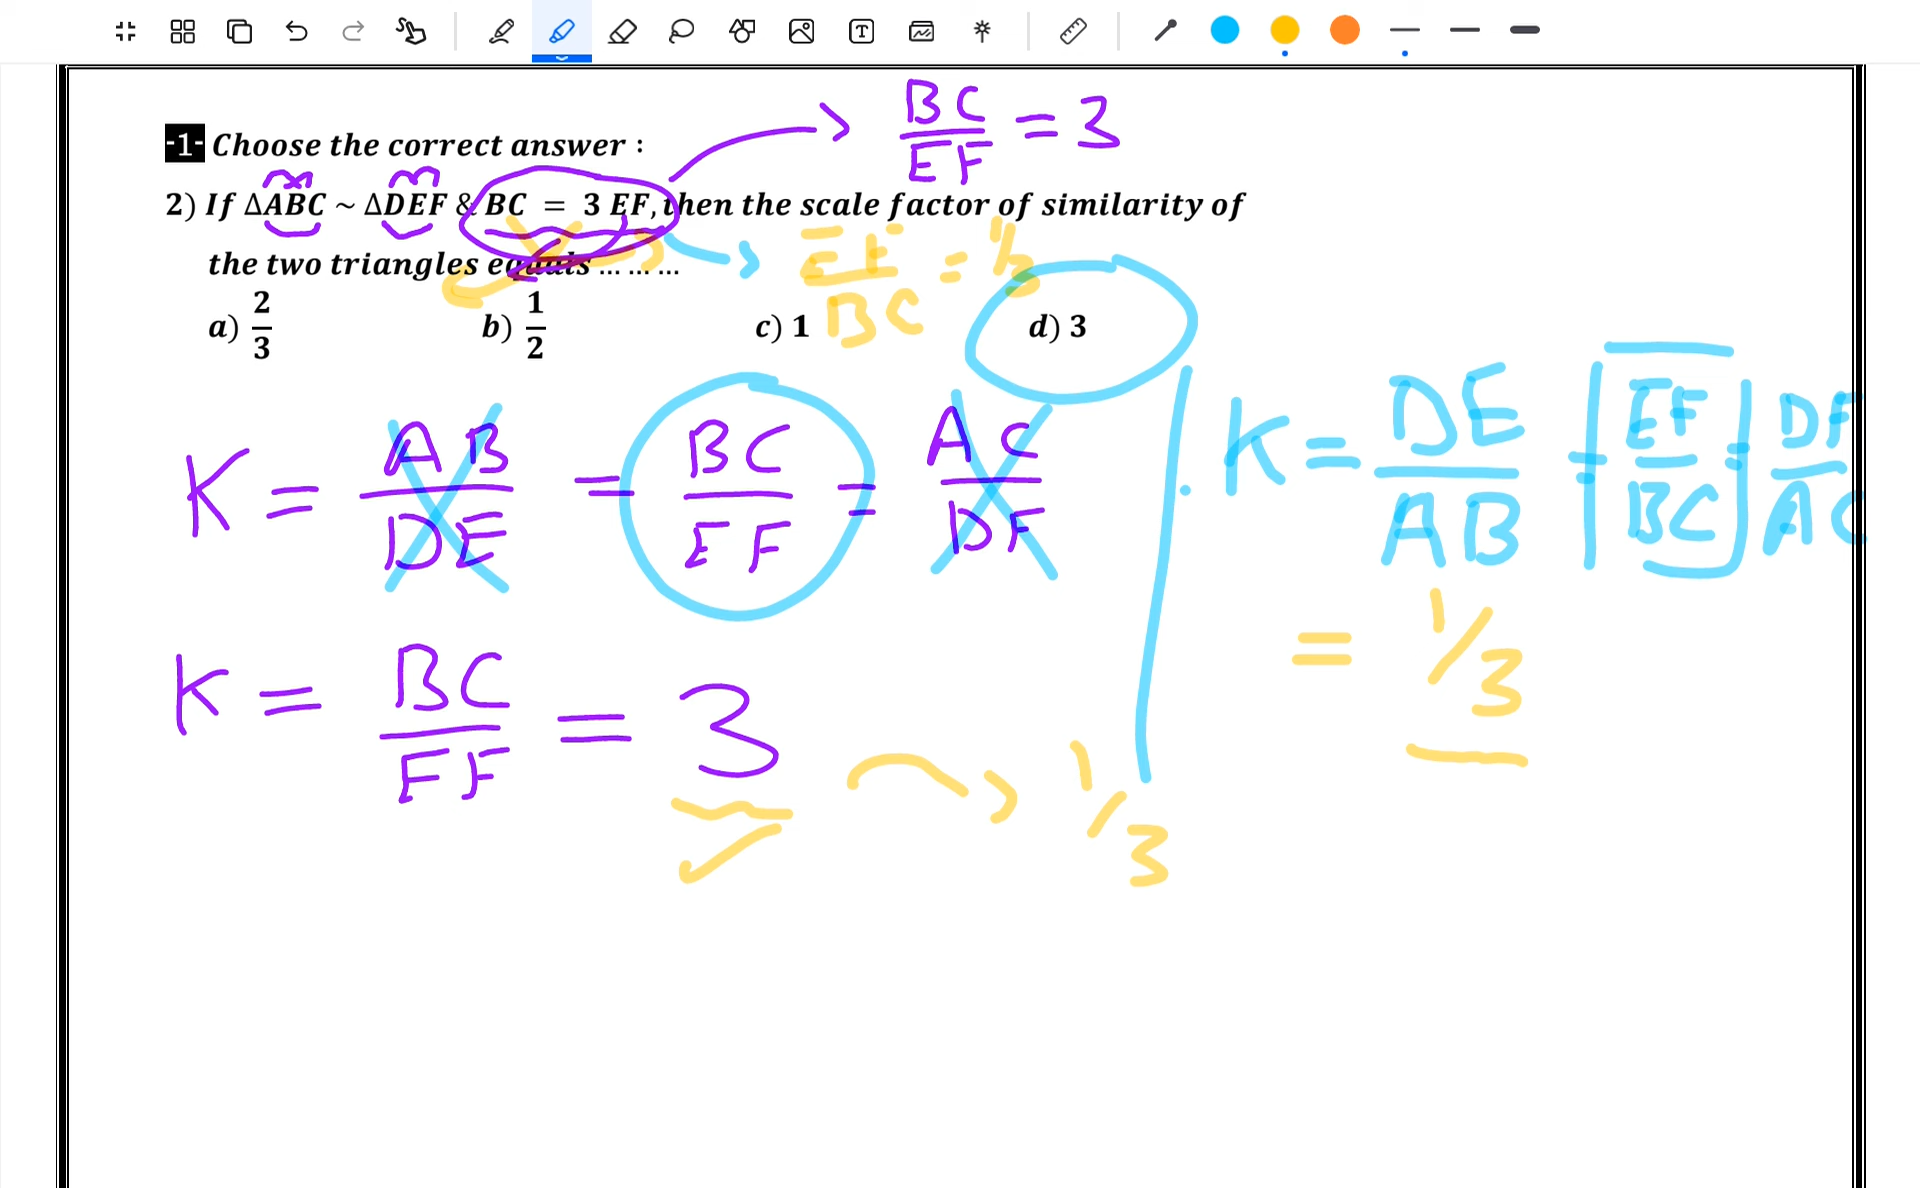 BC/EF = 3
-1- Choose the correct answer :
2) If ΔABC ~ ΔDEF & BC = 3 EF, then the scale factor of similarity of
the two triangles equals ... ... ...
EF/BC = 1/3
a) 2/3 b) 1/2 c) 1 d) 3
K = AB/DE = BC/EF = AC/DF
K = DE/AB = EF/BC = DF/AC
= 1/3
K = BC/EF = 3
1/3